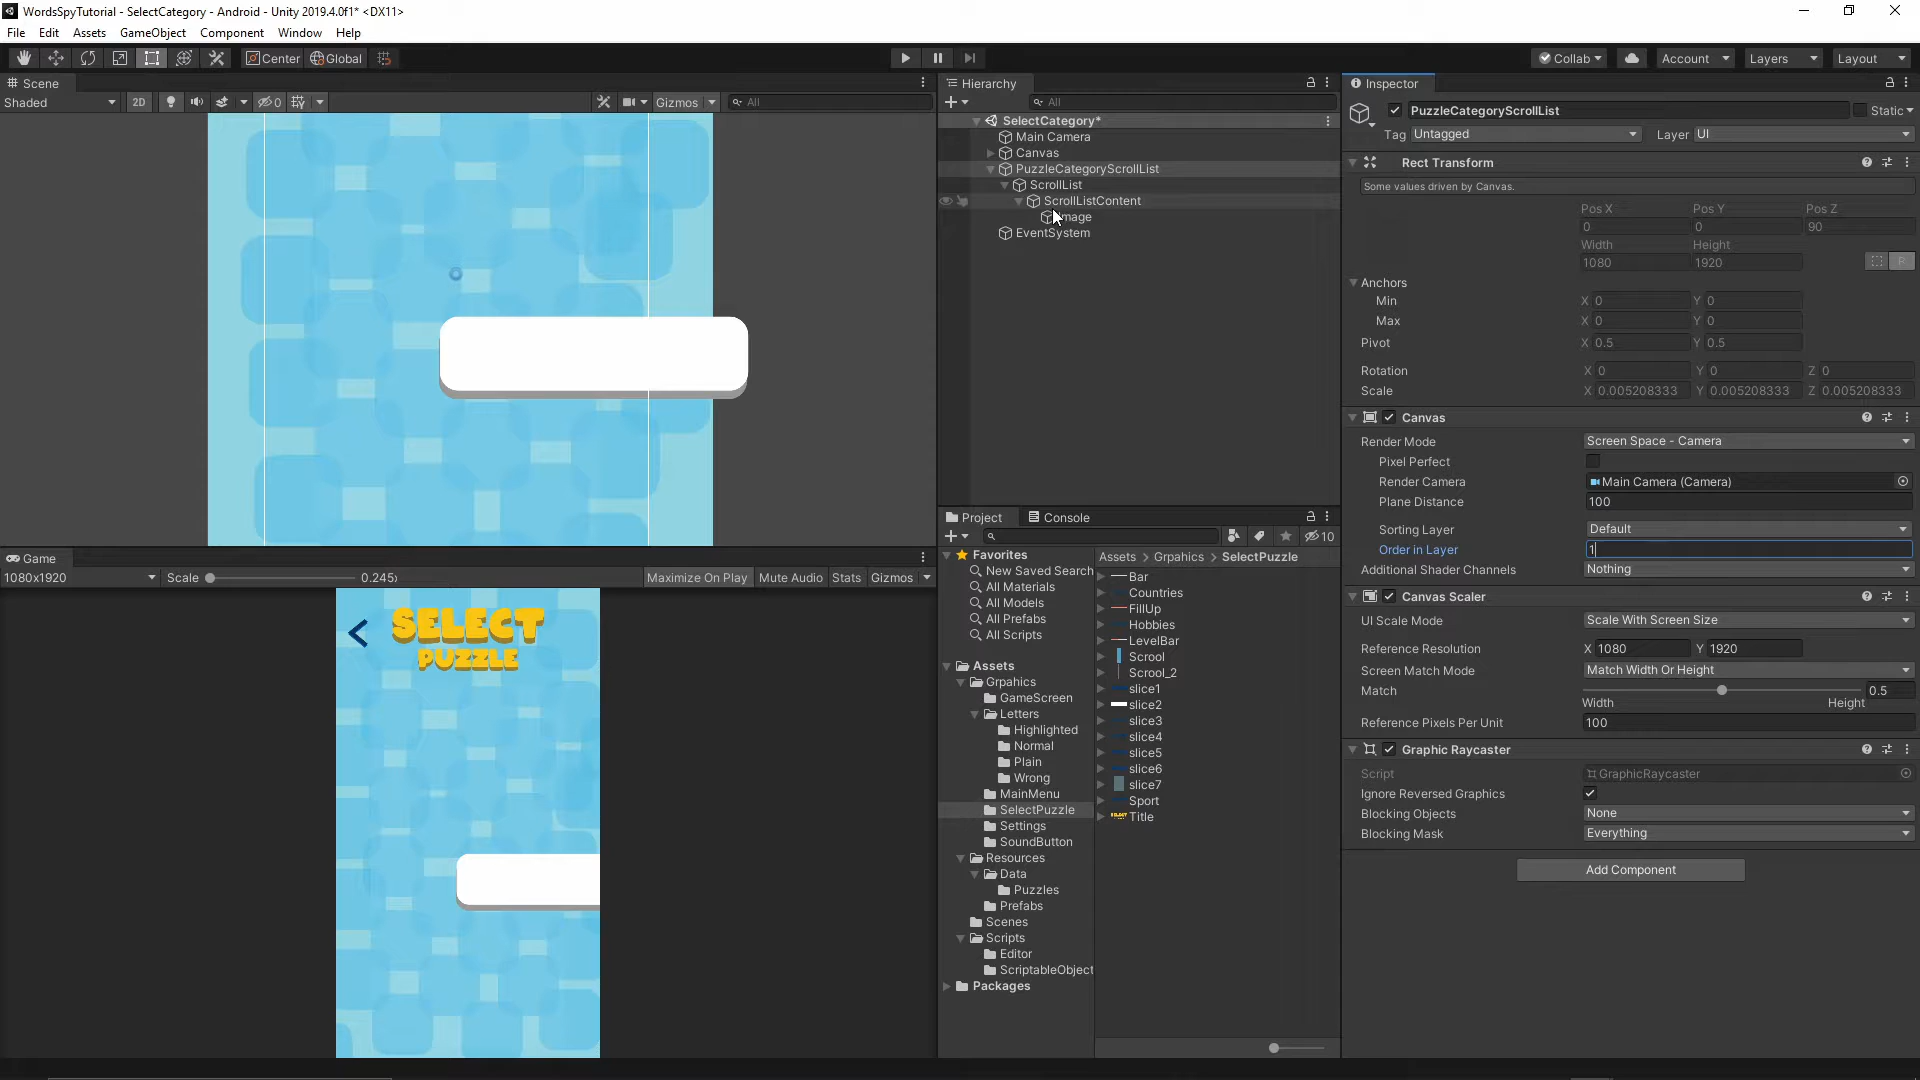 WordsSpyTutorial - SelectCategory - Android - Unity 2019.4.0f1* <DX11>
File Edit Assets GameObject Component Window Help
Center Global Collab Account Layers Layout
Scene
Shaded 2D 0 Gizmos All
Game
1080x1920 Scale 0.245x Maximize On Play Mute Audio Stats Gizmos
SELECT
PUZZLE
Hierarchy
All
SelectCategory*
Main Camera
Canvas
PuzzleCategoryScrollList
ScrollList
ScrollListContent
EventSystem
Project Console
10
Favorites
New Saved Search
All Materials
All Models
All Prefabs
All Scripts
Assets
Grpahics
GameScreen
Letters
Highlighted
Normal
Plain
Wrong
MainMenu
SelectPuzzle
Settings
SoundButton
Resources
Data
Puzzles
Prefabs
Scenes
Scripts
Editor
ScriptableObject
Packages
Assets > Grpahics > SelectPuzzle
Bar
Countries
FillUp
Hobbies
LevelBar
Scrool
Scrool_2
slice1
slice2
slice3
slice4
slice5
slice6
slice7
Sport
Title
Inspector
PuzzleCategoryScrollList Static
Tag Untagged Layer UI
Rect Transform
Some values driven by Canvas.
Pos X Pos Y Pos Z
0 0 90
Width Height
1080 1920 R
Anchors
Min X 0 Y 0
Max X 0 Y 0
Pivot X 0.5 Y 0.5
Rotation X 0 Y 0 Z 0
Scale X 0.005208333 Y 0.005208333 Z 0.005208333
Canvas
Render Mode Screen Space - Camera
Pixel Perfect
Render Camera Main Camera (Camera)
Plane Distance 100
Sorting Layer Default
Order in Layer 1
Additional Shader Channels Nothing
Canvas Scaler
UI Scale Mode Scale With Screen Size
Reference Resolution X 1080 Y 1920
Screen Match Mode Match Width Or Height
Match 0.5
Width Height
Reference Pixels Per Unit 100
Graphic Raycaster
Script GraphicRaycaster
Ignore Reversed Graphics
Blocking Objects None
Blocking Mask Everything
Add Component